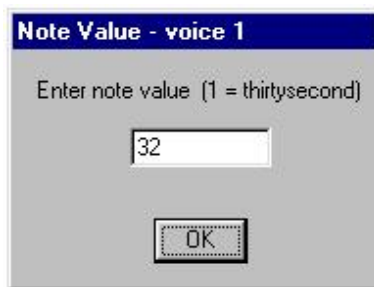 Note Value - voice 1
Enter note value (1 = thirtysecond)
32
OK